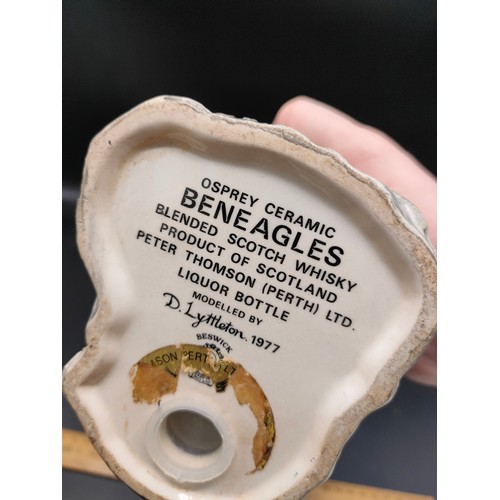 OSPREY CERAMIC
BENEAGLES
BLENDED SCOTCH WHISKY
PRODUCT OF SCOTLAND
PETER THOMSON (PERTH) LTD.
LIQUOR BOTTLE
MODELLED BY
D. Lyttleton 1977
BESWICK